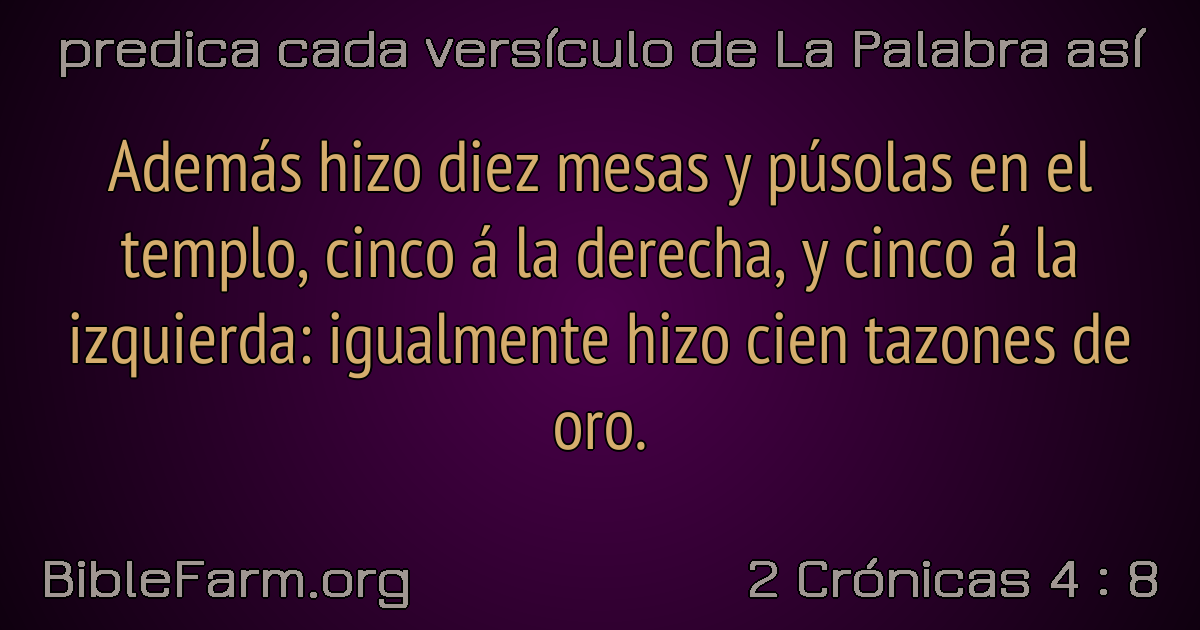 predica cada versículo de La Palabra así
Además hizo diez mesas y púsolas en el
templo, cinco á la derecha, y cinco á la
izquierda: igualmente hizo cien tazones de
oro.
BibleFarm.org
2 Crónicas 4 : 8